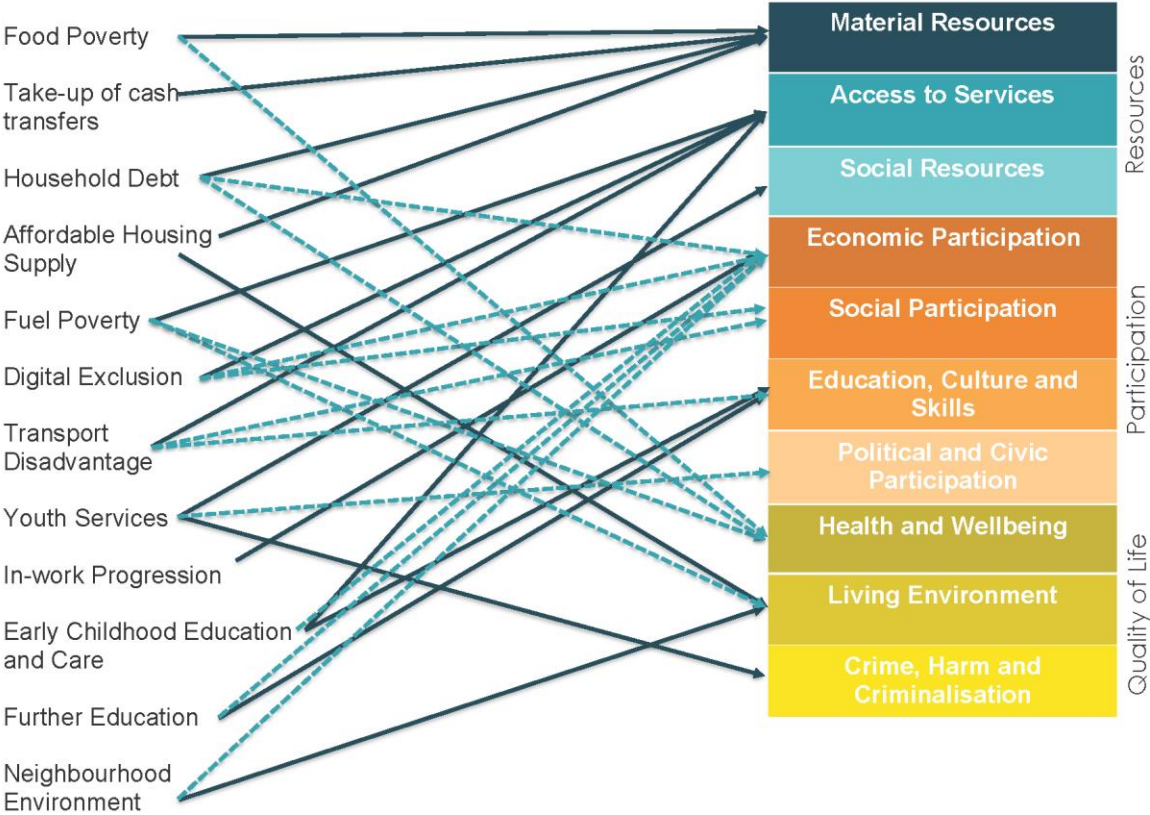 Food Poverty
Take-up of cash
transfers
Household Debt
Affordable Housing
Supply
Fuel Poverty
Digital Exclusion
Transport
Disadvantage
Youth Services
In-work Progression
Early Childhood Education
and Care
Further Education
Neighbourhood
Environment
Material Resources
Access to Services
Social Resources
Economic Participation
Social Participation
Education, Culture and
Skills
Political and Civic
Participation
Health and Wellbeing
Living Environment
Crime, Harm and
Criminalisation
Resources
Participation
Quality of Life